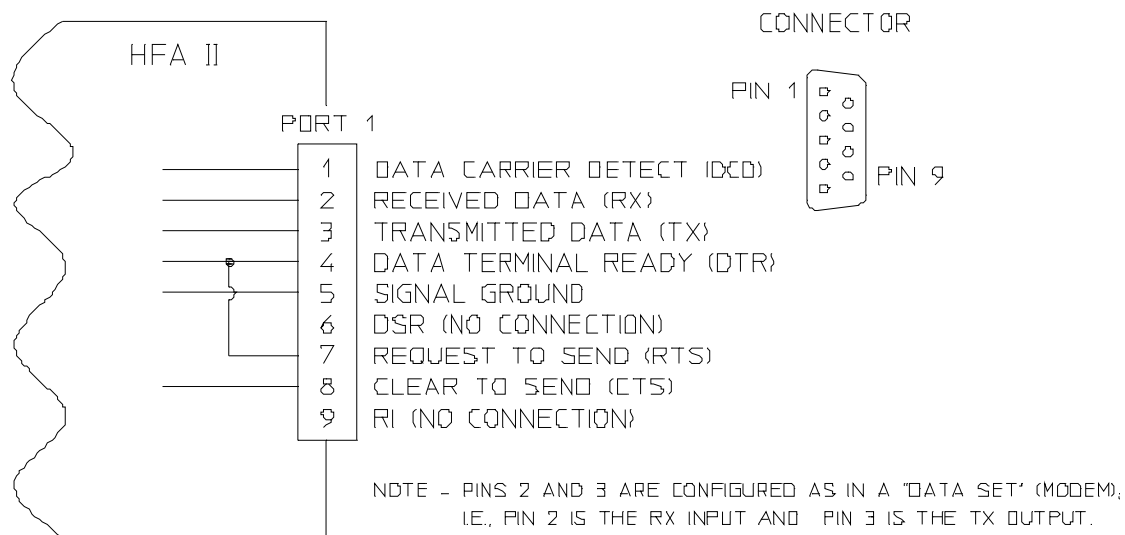 CONNECTOR
HFA II
PIN 1
PORT 1
1 DATA CARRIER DETECT (DCD)
PIN 9
2 RECEIVED DATA (RX)
3 TRANSMITTED DATA (TX)
4 DATA TERMINAL READY (DTR)
5 SIGNAL GROUND
6 DSR (NO CONNECTION)
7 REQUEST TO SEND (RTS)
8 CLEAR TO SEND (CTS)
9 RI (NO CONNECTION)
NOTE - PINS 2 AND 3 ARE CONFIGURED AS IN A "DATA SET" (MODEM);
I.E., PIN 2 IS THE RX INPUT AND PIN 3 IS THE TX OUTPUT.